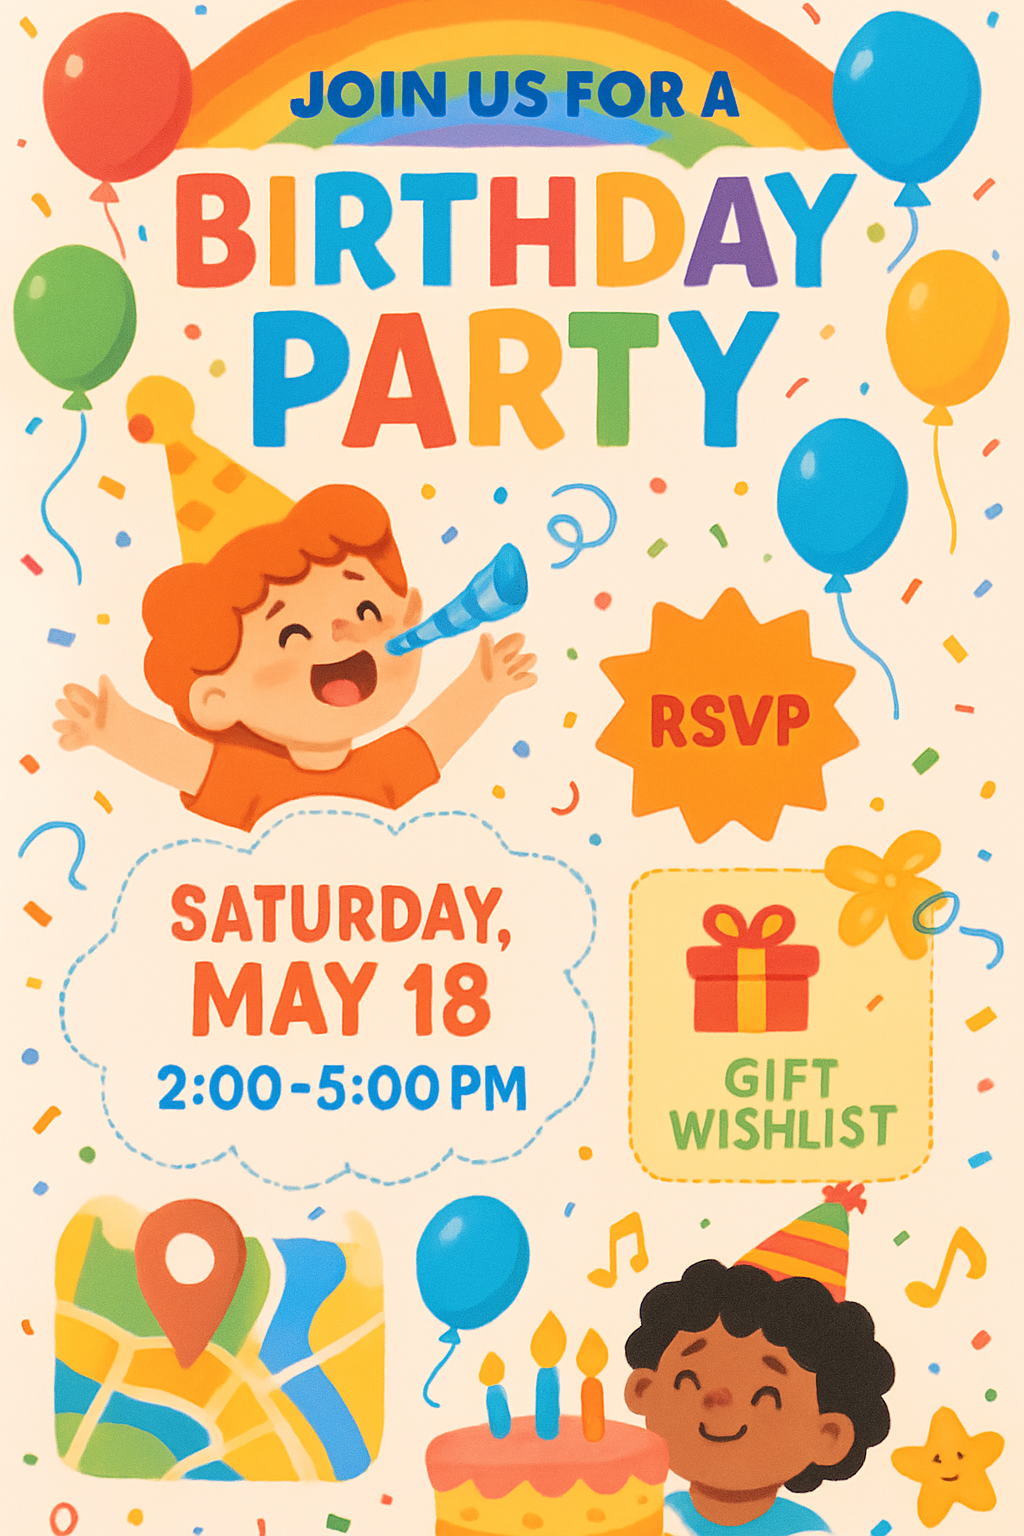 JOIN US FOR A
BIRTHDAY
PARTY
RSVP
SATURDAY,
MAY 18
2:00-5:00 PM
GIFT
WISHLIST